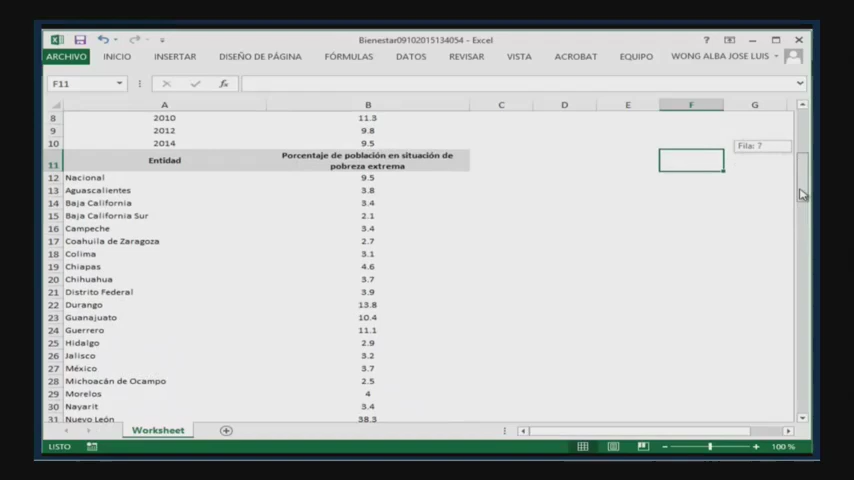 Bienestar09102015134054 - Excel
ARCHIVO INICIO INSERTAR DISEÑO DE PÁGINA FÓRMULAS DATOS REVISAR VISTA ACROBAT EQUIPO WONG ALBA JOSE LUIS
F11 fx
A B C D E F G
8 2010 11.3
9 2012 9.8
10 2014 9.5
Fila: 7
11 Entidad Porcentaje de población en situación de
pobreza extrema
12 Nacional 9.5
13 Aguascalientes 3.8
14 Baja California 3.4
15 Baja California Sur 2.1
16 Campeche 3.4
17 Coahuila de Zaragoza 2.7
18 Colima 3.1
19 Chiapas 4.6
20 Chihuahua 3.7
21 Distrito Federal 3.9
22 Durango 13.8
23 Guanajuato 10.4
24 Guerrero 11.1
25 Hidalgo 2.9
26 Jalisco 3.2
27 México 3.7
28 Michoacán de Ocampo 2.5
29 Morelos 4
30 Nayarit 3.4
31 Nuevo León 38.3
Worksheet
LISTO 100 %